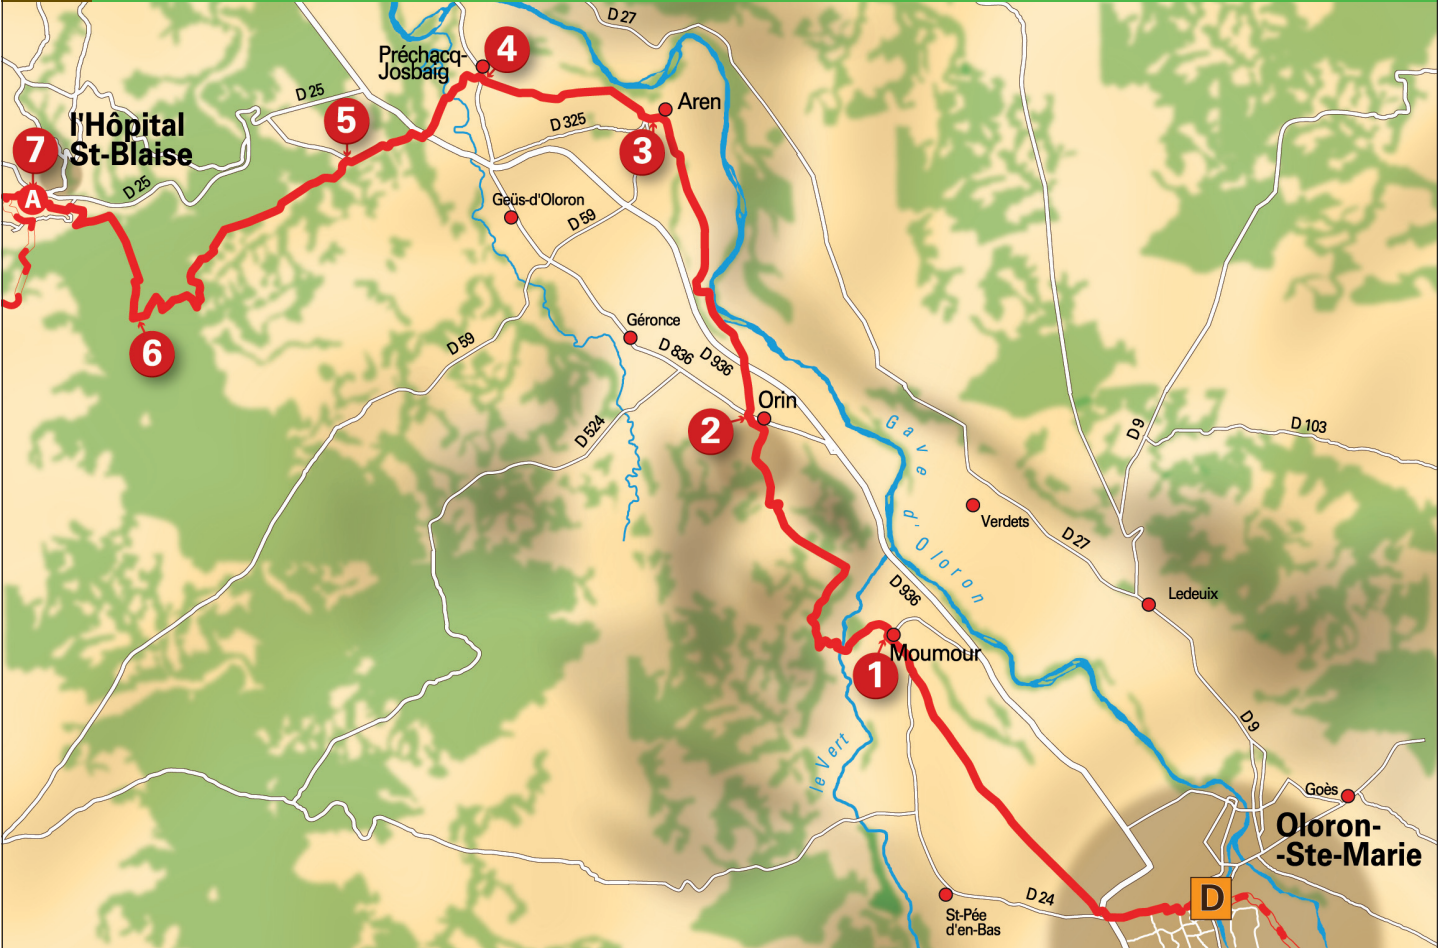 D 27
4
Préchacq-
Josbaig
D 25
Aren
5
l'Hôpital
St-Blaise
D 325
3
7
A
D 25
Geüs-d'Oloron
D 59
Géronce
D 59
D 836
D 936
6
Orin
2
D 524
Gave d'Oloron
D 9
D 103
Verdets
D 27
D 936
Ledeuix
Moumour
1
D 9
le Vert
Goès
Oloron-
-Ste-Marie
D
D 24
St-Pée
d'en-Bas